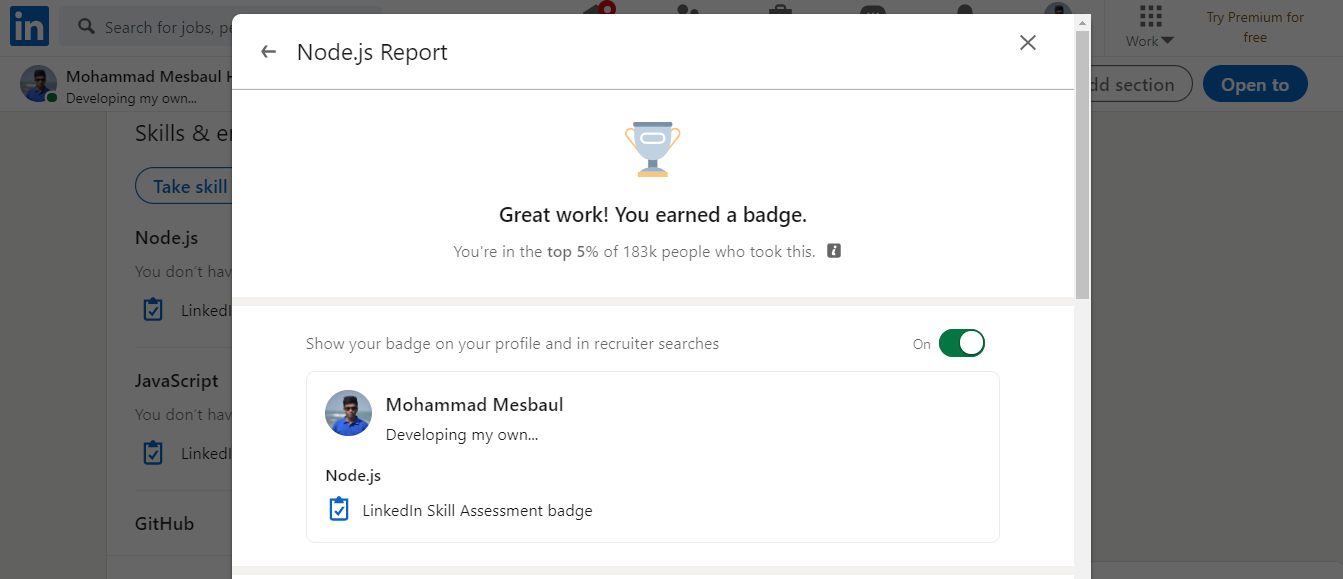 in
Search for jobs, pe
Work
Try Premium for
free
Mohammad Mesbaul H
Developing my own...
dd section
Open to
Skills & en
Take skill
Node.js
You don't hav
LinkedI
JavaScript
You don't hav
LinkedI
GitHub
Node.js Report
Great work! You earned a badge.
You're in the top 5% of 183k people who took this.
Show your badge on your profile and in recruiter searches
On
Mohammad Mesbaul
Developing my own...
Node.js
LinkedIn Skill Assessment badge